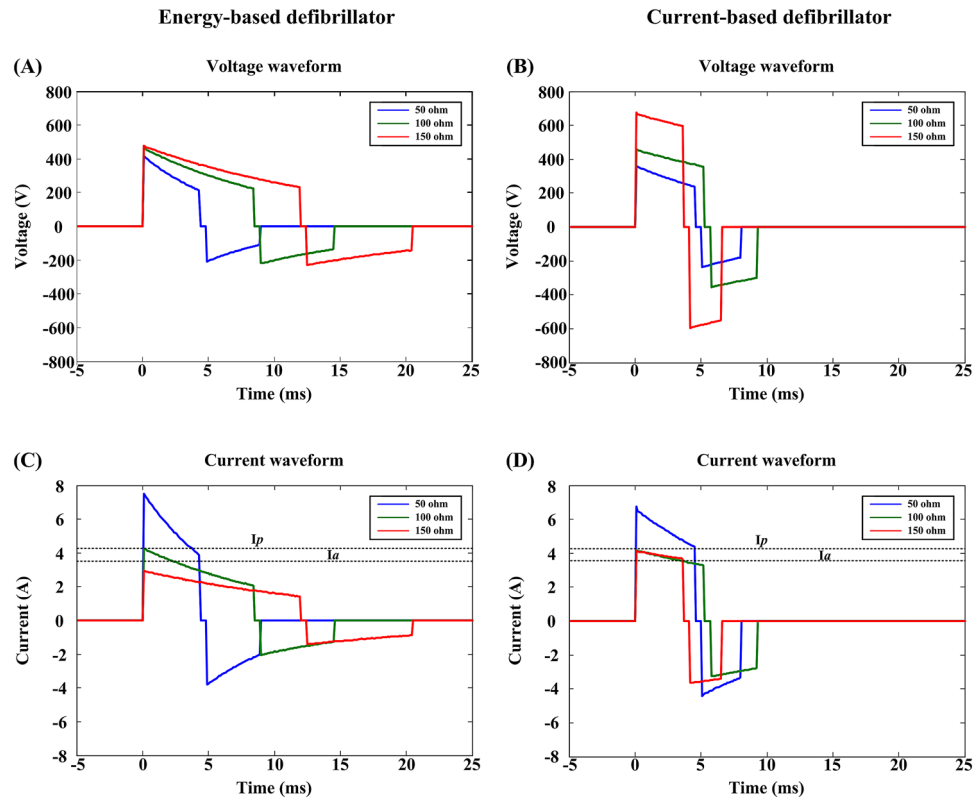 Energy-based defibrillator
Current-based defibrillator
(A)
Voltage waveform
800
600
400
200
0
-200
-400
-600
-800
Voltage (V)
50 ohm
100 ohm
150 ohm
-5 0 5 10 15 20 25
Time (ms)
(B)
Voltage waveform
800
600
400
200
0
-200
-400
-600
-800
Voltage (V)
50 ohm
100 ohm
150 ohm
-5 0 5 10 15 20 25
Time (ms)
(C)
Current waveform
8
6
4
2
0
-2
-4
-6
-8
Current (A)
50 ohm
100 ohm
150 ohm
Ip
Ia
-5 0 5 10 15 20 25
Time (ms)
(D)
Current waveform
8
6
4
2
0
-2
-4
-6
-8
Current (A)
50 ohm
100 ohm
150 ohm
Ip
Ia
-5 0 5 10 15 20 25
Time (ms)